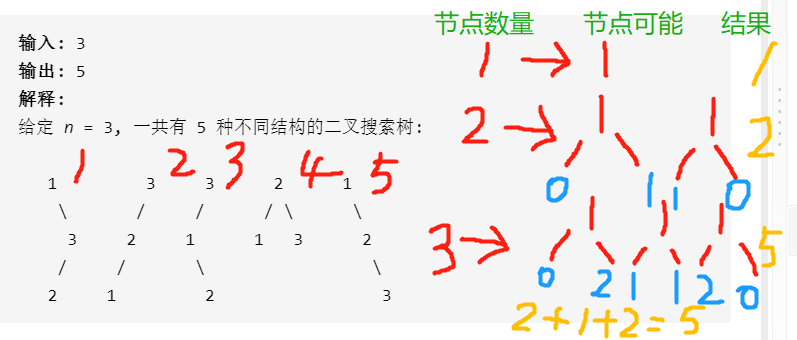 输入: 3
输出: 5
解释:
给定 n = 3, 一共有 5 种不同结构的二叉搜索树:
1 2 3 4 5
1 3 3 2 1
\ / / / \ \
3 2 1 1 3 2
/ / \ \
2 1 2 3
节点数量 节点可能 结果
1 → 1 1
2 → 1 1 2
0 1 1 0
3 → 1 1 1 5
0 2 1 1 2 0
2+1+2=5